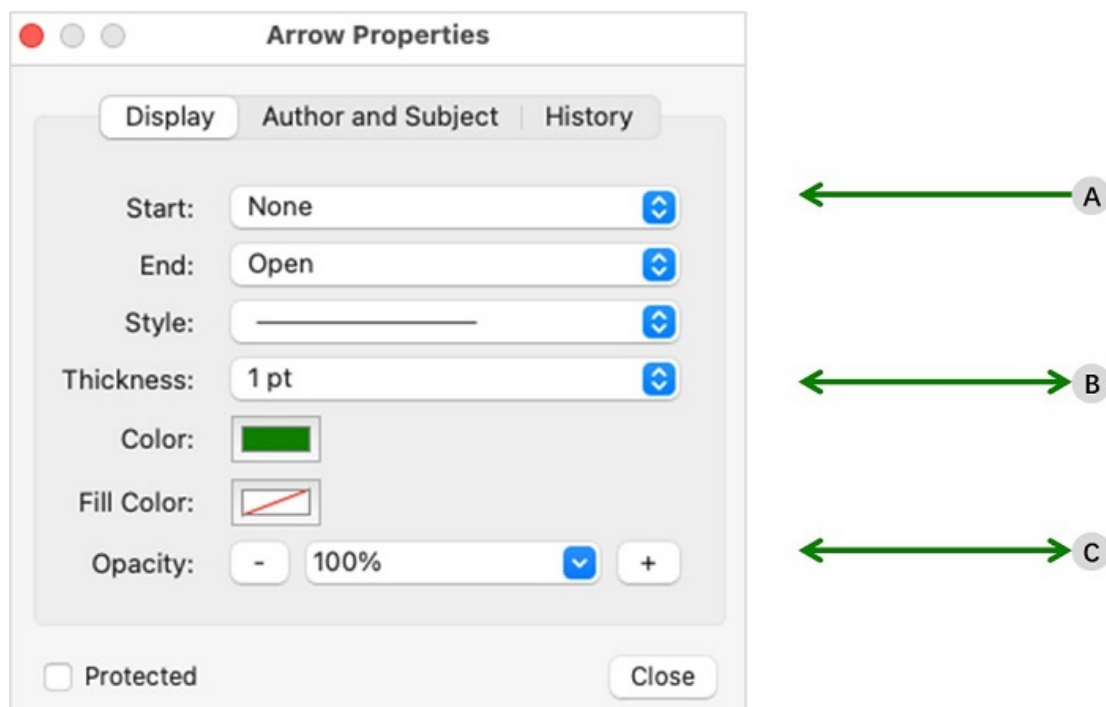 Arrow Properties
Display Author and Subject History
Start: None
End: Open
Style:
Thickness: 1 pt
Color:
Fill Color:
Opacity: - 100% +
Protected Close
A
B
C